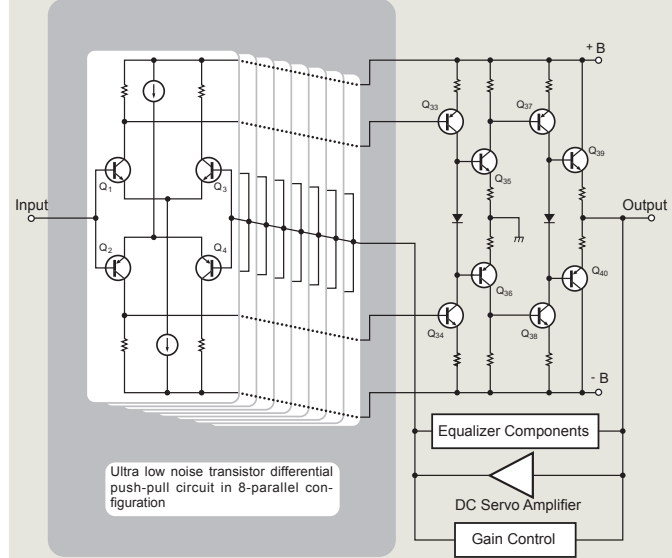 + B
Q33
Q37
Q39
Q1
Q3
Q35
Input
Output
Q2
Q4
Q36
Q40
Q34
Q38
- B
Equalizer Components
DC Servo Amplifier
Gain Control
Ultra low noise transistor differential
push-pull circuit in 8-parallel con-
figuration